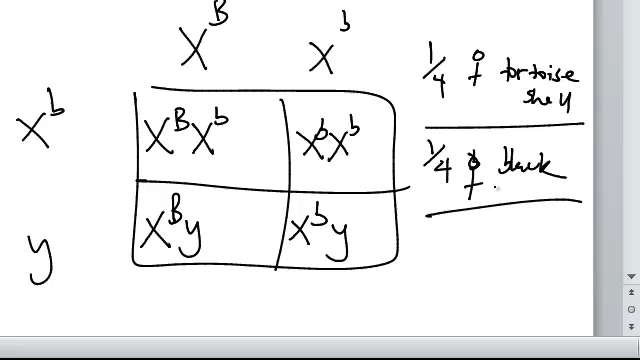 X^B X^b
X^b X^B X^b X^b X^b
y X^B y X^b y
1/4 ♀ tortoise
shell
1/4 ♀ black